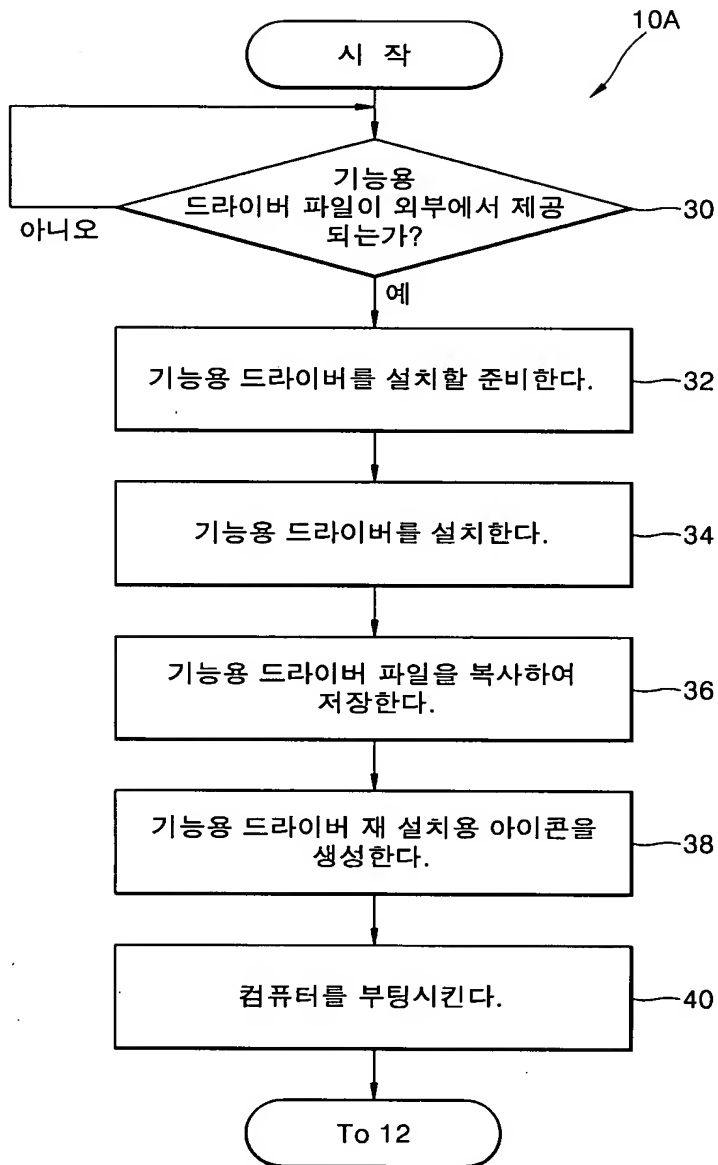 10A
시 작
기능용
드라이버 파일이 외부에서 제공
되는가?
30
아니오
예
기능용 드라이버를 설치할 준비한다.
32
기능용 드라이버를 설치한다.
34
기능용 드라이버 파일을 복사하여
저장한다.
36
기능용 드라이버 재 설치용 아이콘을
생성한다.
38
컴퓨터를 부팅시킨다.
40
To 12